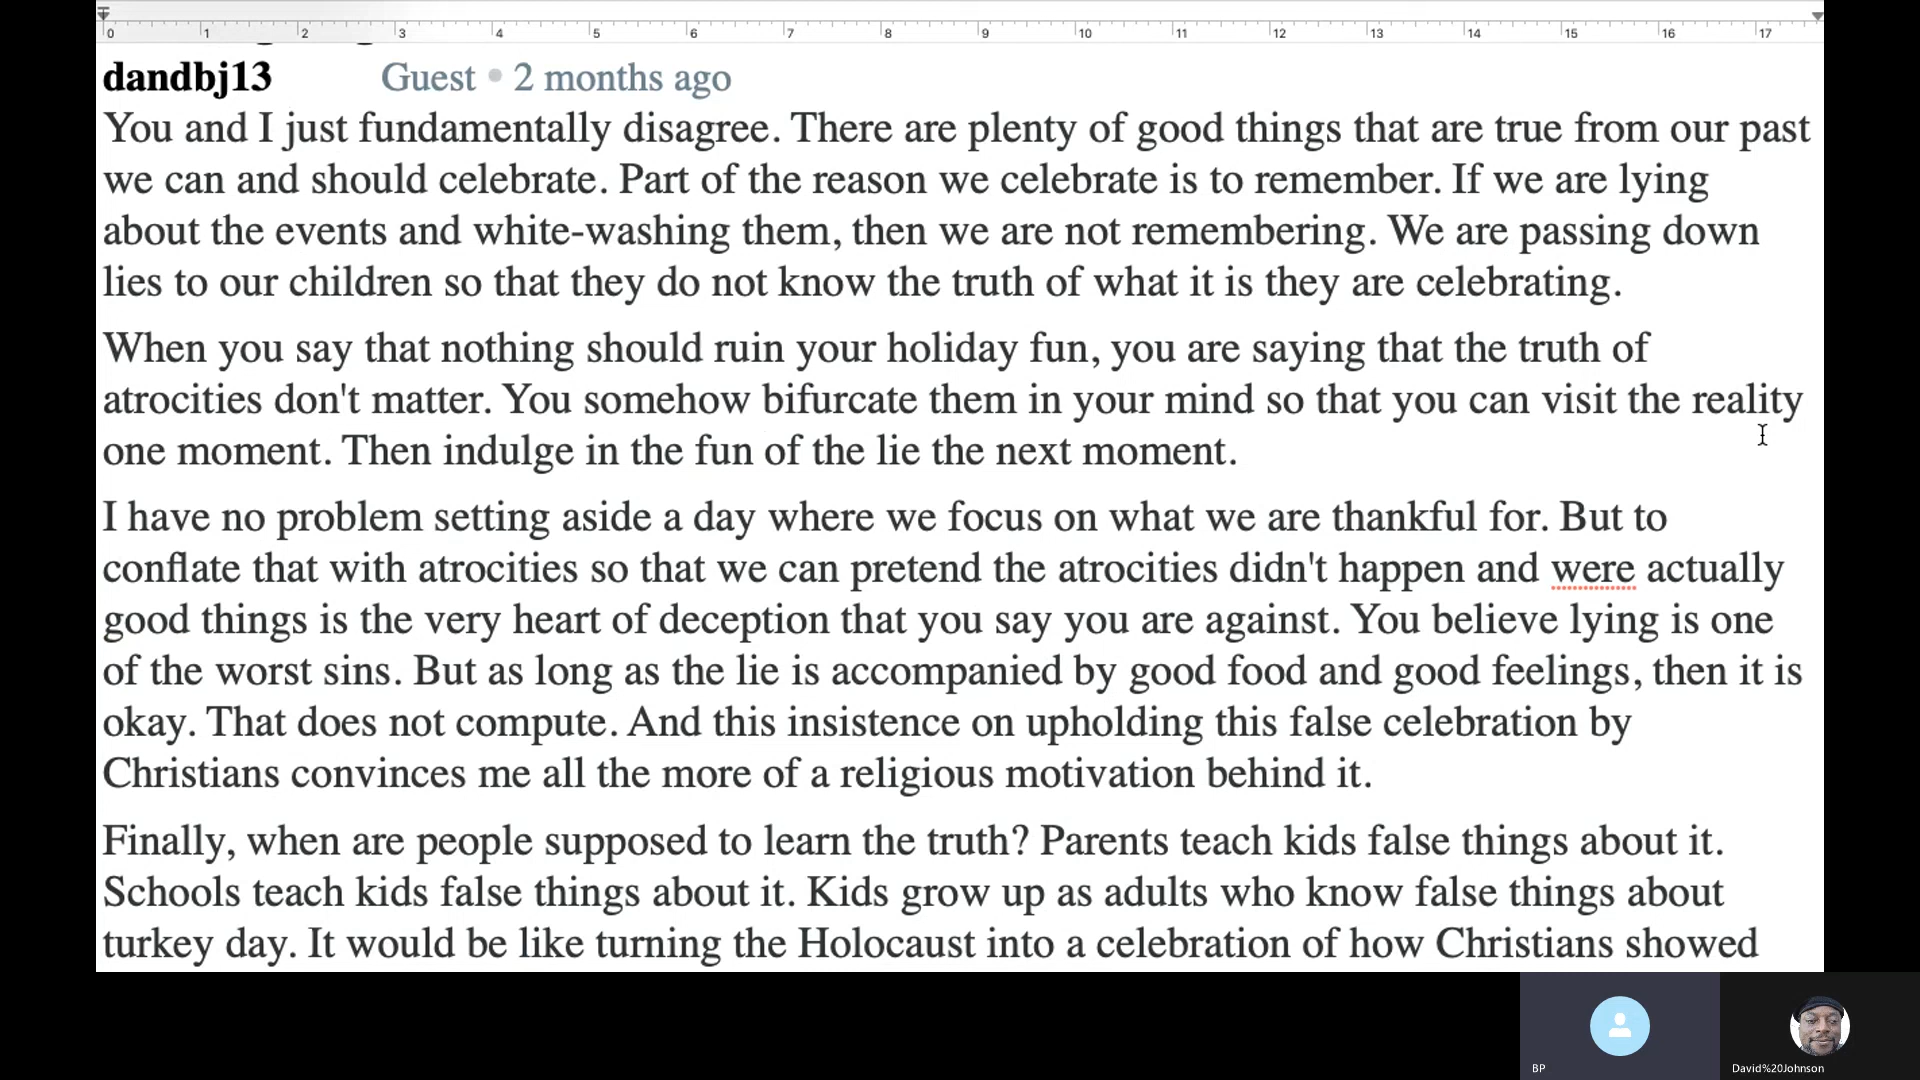 0 1 2 3 4 5 6 7 8 9 10 11 12 13 14 15 16 17
dandbj13 Guest • 2 months ago
You and I just fundamentally disagree. There are plenty of good things that are true from our past
we can and should celebrate. Part of the reason we celebrate is to remember. If we are lying
about the events and white-washing them, then we are not remembering. We are passing down
lies to our children so that they do not know the truth of what it is they are celebrating.
When you say that nothing should ruin your holiday fun, you are saying that the truth of
atrocities don't matter. You somehow bifurcate them in your mind so that you can visit the reality
one moment. Then indulge in the fun of the lie the next moment.
I have no problem setting aside a day where we focus on what we are thankful for. But to
conflate that with atrocities so that we can pretend the atrocities didn't happen and were actually
good things is the very heart of deception that you say you are against. You believe lying is one
of the worst sins. But as long as the lie is accompanied by good food and good feelings, then it is
okay. That does not compute. And this insistence on upholding this false celebration by
Christians convinces me all the more of a religious motivation behind it.
Finally, when are people supposed to learn the truth? Parents teach kids false things about it.
Schools teach kids false things about it. Kids grow up as adults who know false things about
turkey day. It would be like turning the Holocaust into a celebration of how Christians showed
BP
David%20Johnson